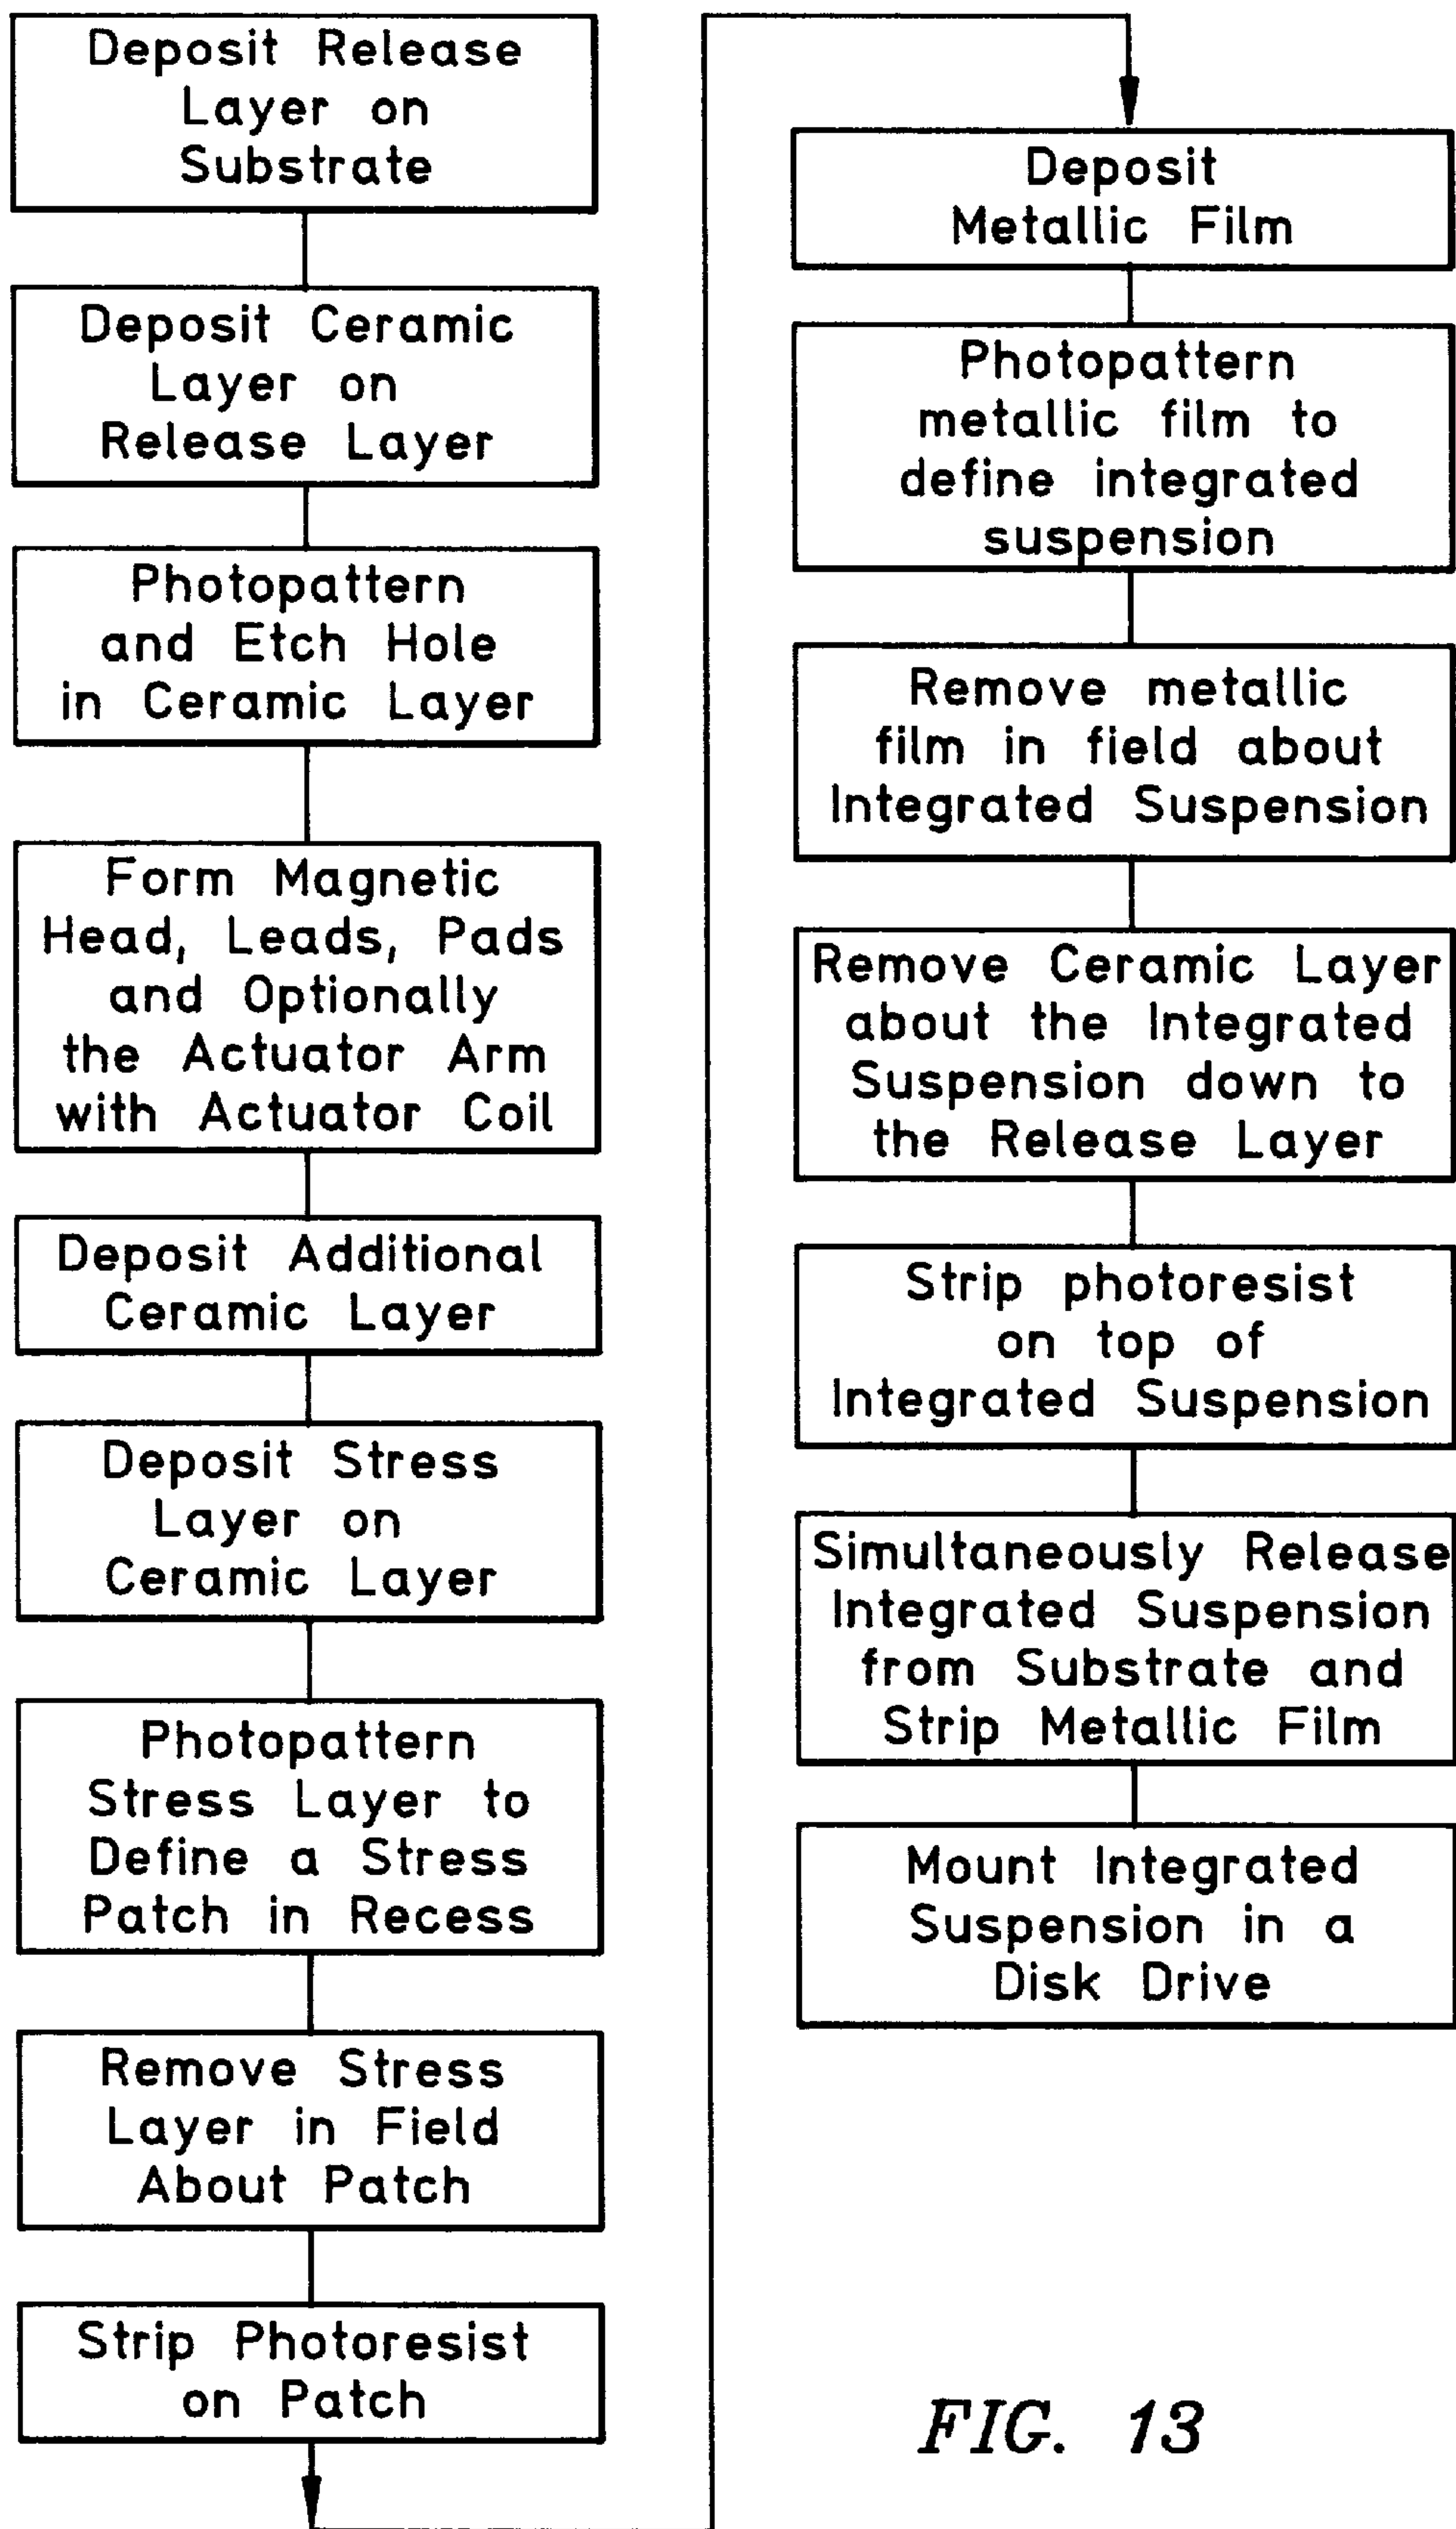 Deposit Release
Layer on
Substrate
Deposit Ceramic
Layer on
Release Layer
Photopattern
and Etch Hole
in Ceramic Layer
Form Magnetic
Head, Leads, Pads
and Optionally
the Actuator Arm
with Actuator Coil
Deposit Additional
Ceramic Layer
Deposit Stress
Layer on
Ceramic Layer
Photopattern
Stress Layer to
Define a Stress
Patch in Recess
Remove Stress
Layer in Field
About Patch
Strip Photoresist
on Patch
Deposit
Metallic Film
Photopattern
metallic film to
define integrated
suspension
Remove metallic
film in field about
Integrated Suspension
Remove Ceramic Layer
about the Integrated
Suspension down to
the Release Layer
Strip photoresist
on top of
Integrated Suspension
Simultaneously Release
Integrated Suspension
from Substrate and
Strip Metallic Film
Mount Integrated
Suspension in a
Disk Drive
FIG. 13